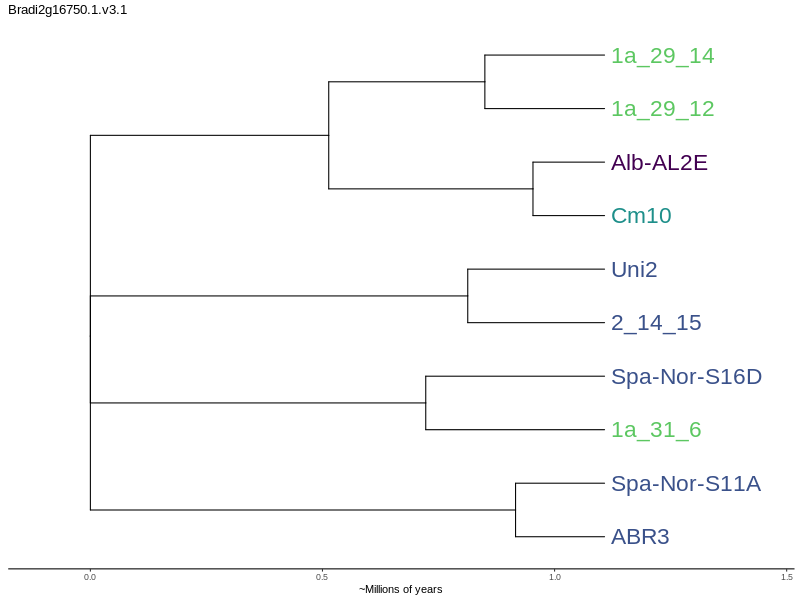 Bradi2g16750.1.v3.1
1a_29_14
1a_29_12
Alb-AL2E
Cm10
Uni2
2_14_15
Spa-Nor-S16D
1a_31_6
Spa-Nor-S11A
ABR3
0.0 0.5 1.0 1.5
~Millions of years